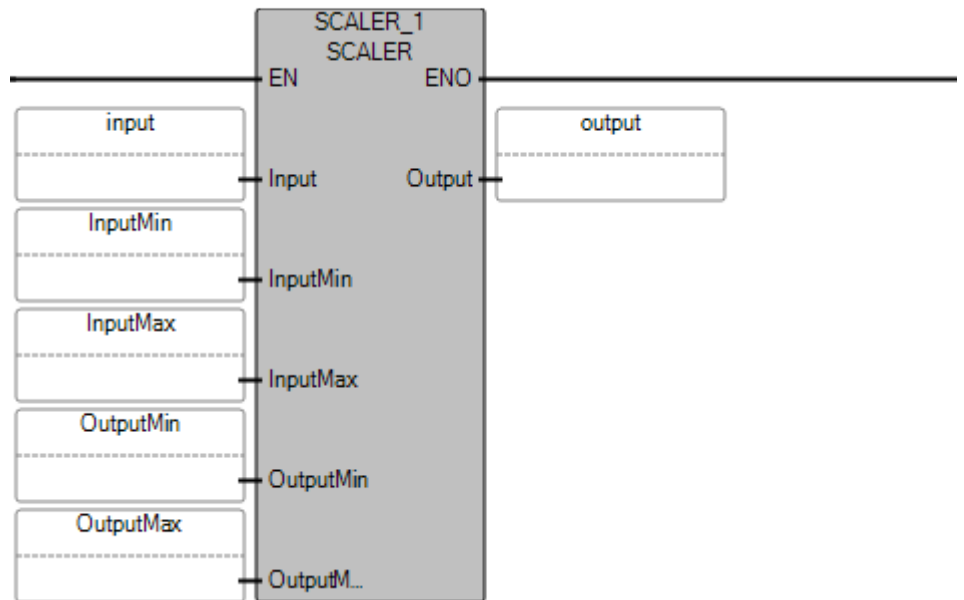 SCALER_1
SCALER
EN ENO
input output
Input Output
InputMin
InputMin
InputMax
InputMax
OutputMin
OutputMin
OutputMax
OutputM...